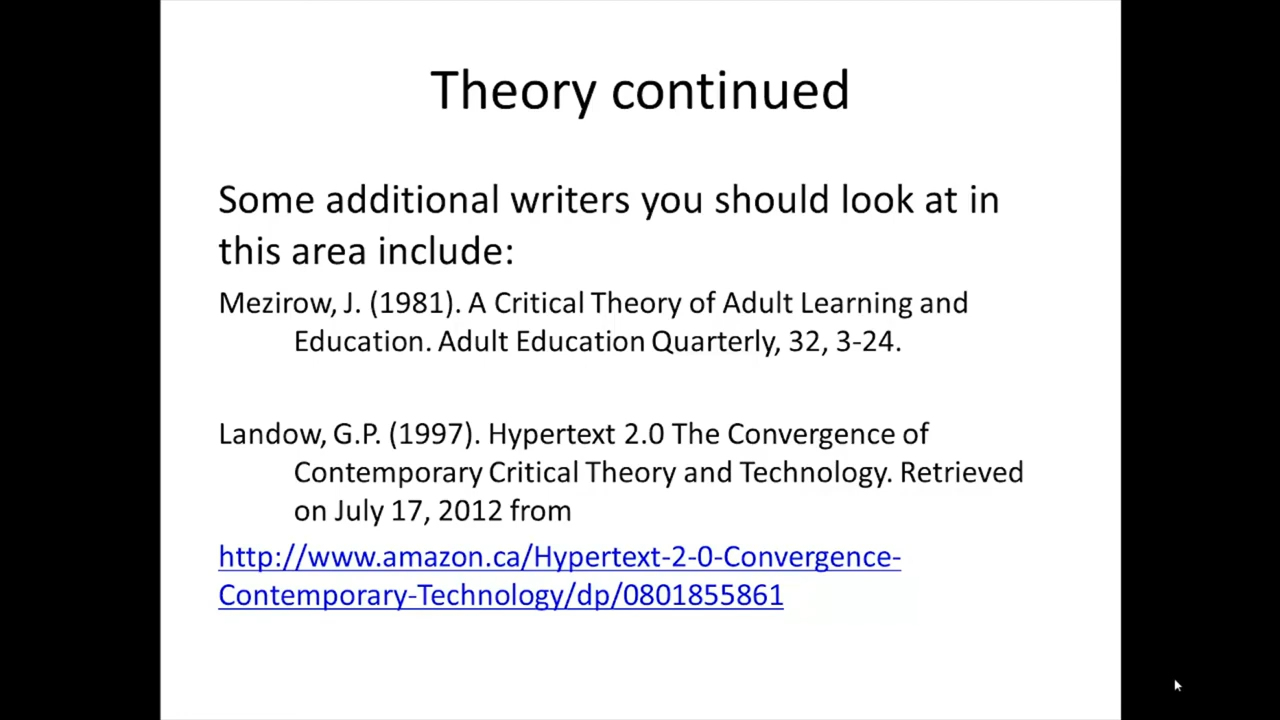 Theory continued
Some additional writers you should look at in
this area include:
Mezirow, J. (1981). A Critical Theory of Adult Learning and
Education. Adult Education Quarterly, 32, 3-24.
Landow, G.P. (1997). Hypertext 2.0 The Convergence of
Contemporary Critical Theory and Technology. Retrieved
on July 17, 2012 from
http://www.amazon.ca/Hypertext-2-0-Convergence-
Contemporary-Technology/dp/0801855861